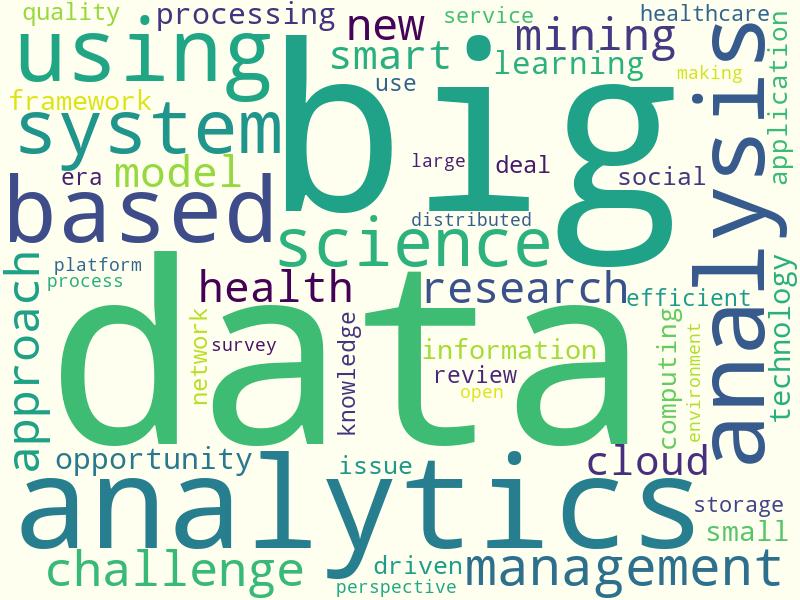 quality
processing
new
service
healthcare
using
smart
mining
use
learning
making
framework
system
big
analysis
application
era
model
large
deal
social
based
distributed
science
platform
process
health
research
efficient
approach
data
network
survey
knowledge
information
review
open
computing
environment
technology
opportunity
issue
cloud
analytics
storage
small
challenge
driven
management
perspective